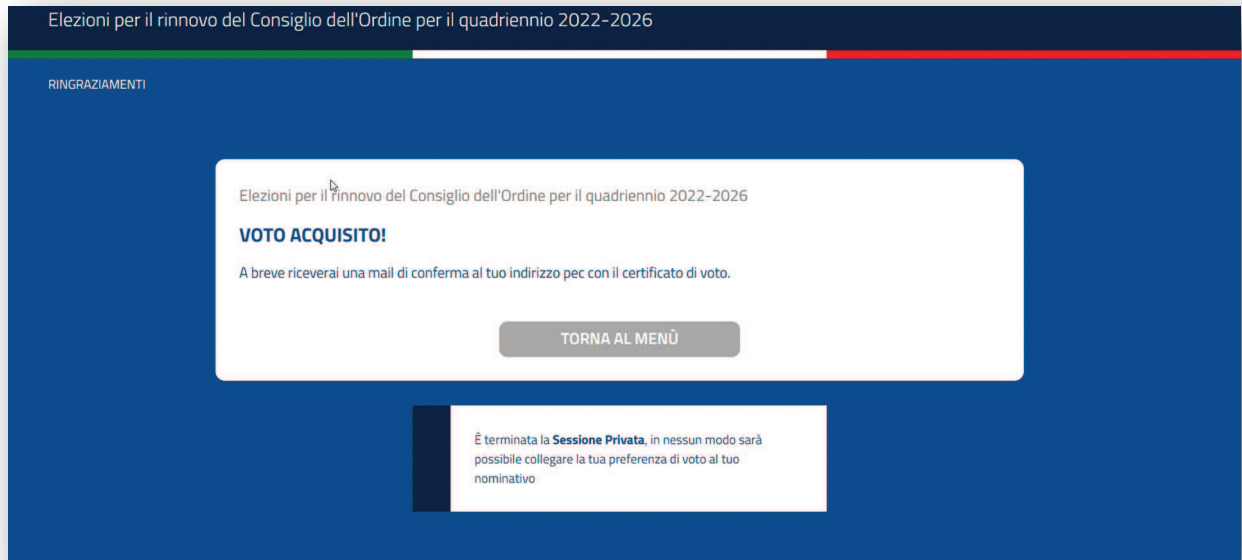 Elezioni per il rinnovo del Consiglio dell'Ordine per il quadriennio 2022-2026
RINGRAZIAMENTI
Elezioni per il rinnovo del Consiglio dell'Ordine per il quadriennio 2022-2026
VOTO ACQUISITO!
A breve riceverai una mail di conferma al tuo indirizzo pec con il certificato di voto.
TORNA AL MENÙ
È terminata la Sessione Privata, in nessun modo sarà
possibile collegare la tua preferenza di voto al tuo
nominativo